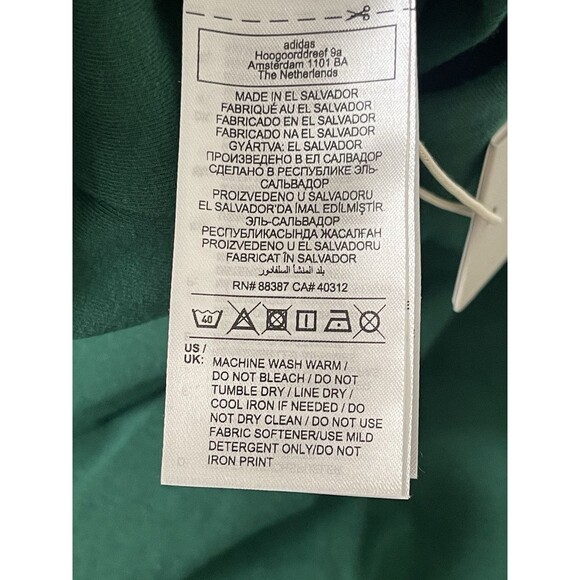 adidas
Hoogoorddreef 9a
Amsterdam 1101 BA
The Netherlands
MADE IN EL SALVADOR
FABRIQUÉ AU EL SALVADOR
FABRICADO EN EL SALVADOR
FABRICADO NA EL SALVADOR
GYÁRTVA: EL SALVADOR
ПРОИЗВЕДЕНО В ЕЛ САЛВАДОР
СДЕЛАНО В РЕСПУБЛИКЕ ЭЛЬ-
САЛЬВАДОР
PROIZVEDENO U SALVADORU
EL SALVADOR'DA İMAL EDİLMİŞTİR
ЭЛЬ-САЛЬВАДОР
РЕСПУБЛИКАСЫНДА ЖАСАЛҒАН
PROIZVEDENO U EL SALVADORU
FABRICAT ÎN SALVADOR
بلد المنشأ السلفادور
RN# 88387 CA# 40312
40
US /
UK: MACHINE WASH WARM /
DO NOT BLEACH / DO NOT
TUMBLE DRY / LINE DRY /
COOL IRON IF NEEDED / DO
NOT DRY CLEAN / DO NOT USE
FABRIC SOFTENER/USE MILD
DETERGENT ONLY/DO NOT
IRON PRINT